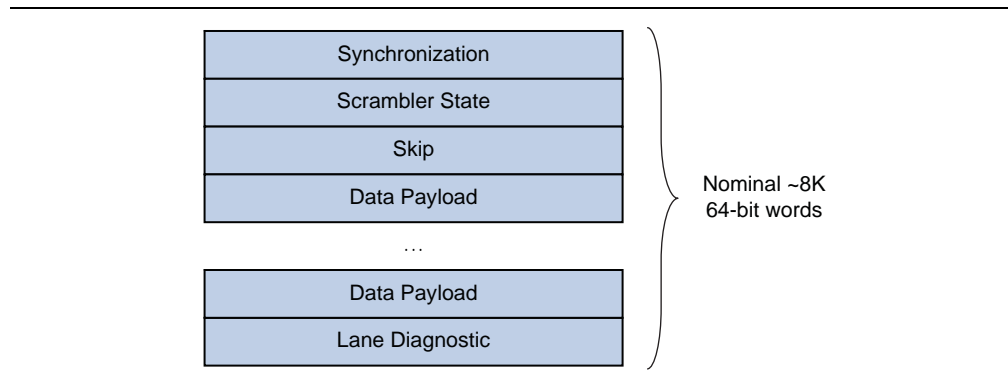 Synchronization
Scrambler State
Skip
Data Payload
...
Data Payload
Lane Diagnostic
Nominal ~8K
64-bit words